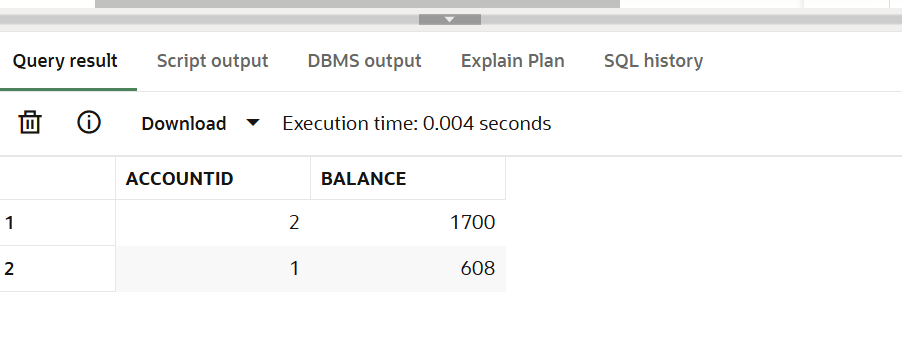 Query result Script output DBMS output Explain Plan SQL history
Download Execution time: 0.004 seconds
ACCOUNTID BALANCE
1 2 1700
2 1 608